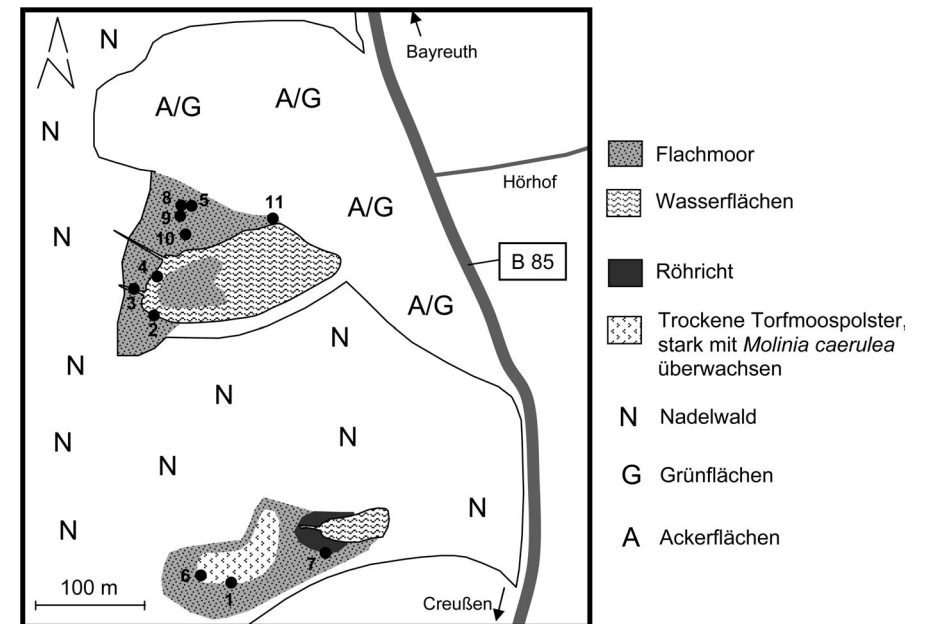 N
Bayreuth
A/G
A/G
N
Hörhof
8
5
11
9
A/G
N
10
B 85
4
3
A/G
2
N
N
N
N
N
N
N
N
7
6
1
100 m
Creußen
Flachmoor
Wasserflächen
Röhricht
Trockene Torfmoospolster,
stark mit Molinia caerulea
überwachsen
N Nadelwald
G Grünflächen
A Ackerflächen